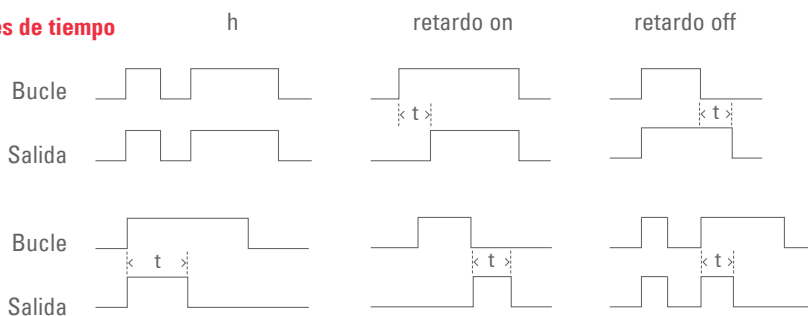 es de tiempo h retardo on retardo off
Bucle
t t
Salida
Bucle
t t t
Salida